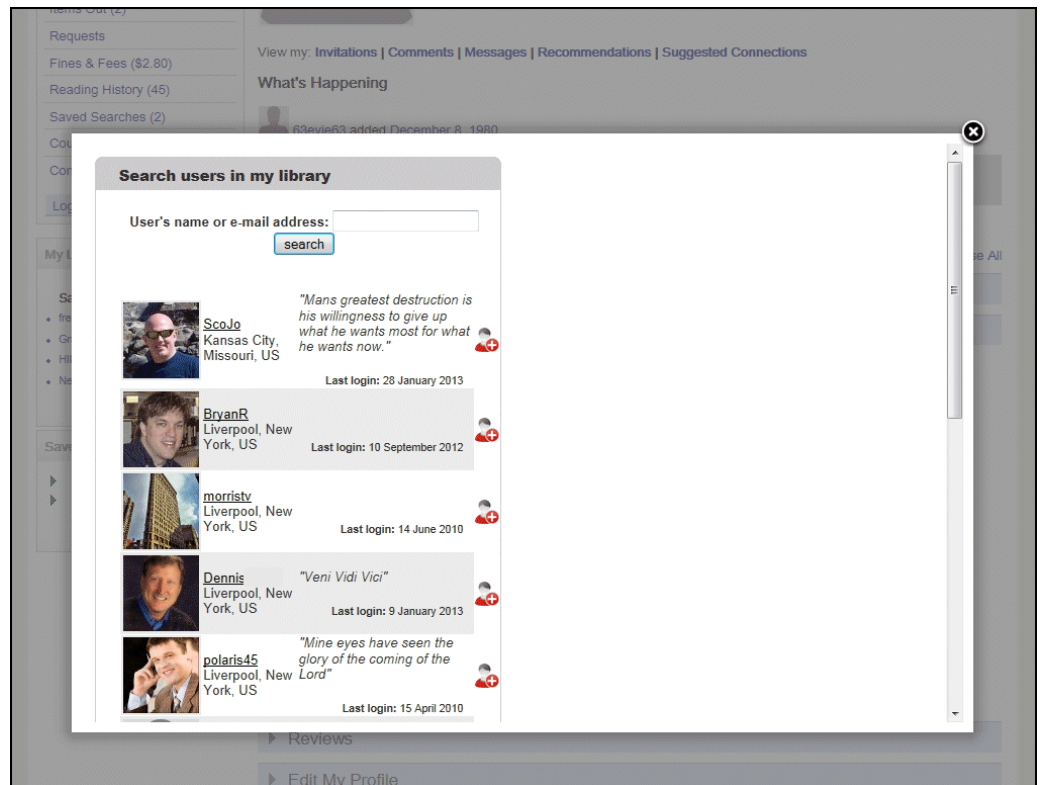 Items Out (2)
Requests
Fines & Fees ($2.80)
Reading History (45)
Saved Searches (2)
View my: Invitations | Comments | Messages | Recommendations | Suggested Connections
What's Happening
63evie63 added December 8, 1980
Search users in my library
User's name or e-mail address:
search
ScoJo
Kansas City,
Missouri, US
"Mans greatest destruction is
his willingness to give up
what he wants most for what
he wants now."
Last login: 28 January 2013
BryanR
Liverpool, New
York, US
Last login: 10 September 2012
morristv
Liverpool, New
York, US
Last login: 14 June 2010
Dennis
Liverpool, New
York, US
"Veni Vidi Vici"
Last login: 9 January 2013
polaris45
Liverpool, New
York, US
"Mine eyes have seen the
glory of the coming of the
Lord"
Last login: 15 April 2010
All
Reviews
Edit My Profile